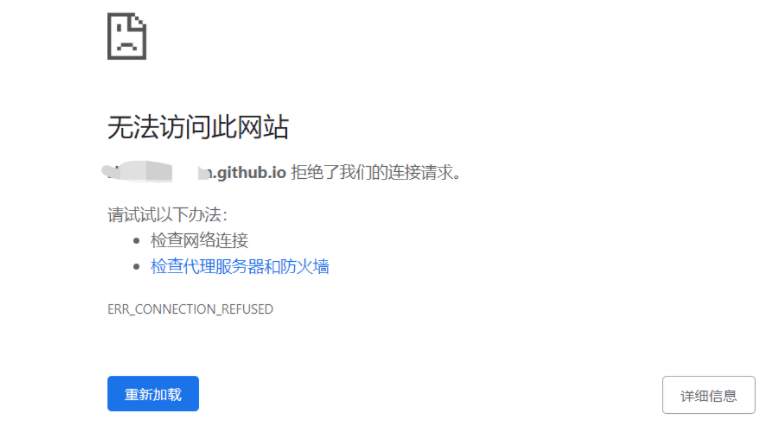 无法访问此网站
.github.io 拒绝了我们的连接请求。
请试试以下办法：
检查网络连接
检查代理服务器和防火墙
ERR_CONNECTION_REFUSED
重新加载
详细信息